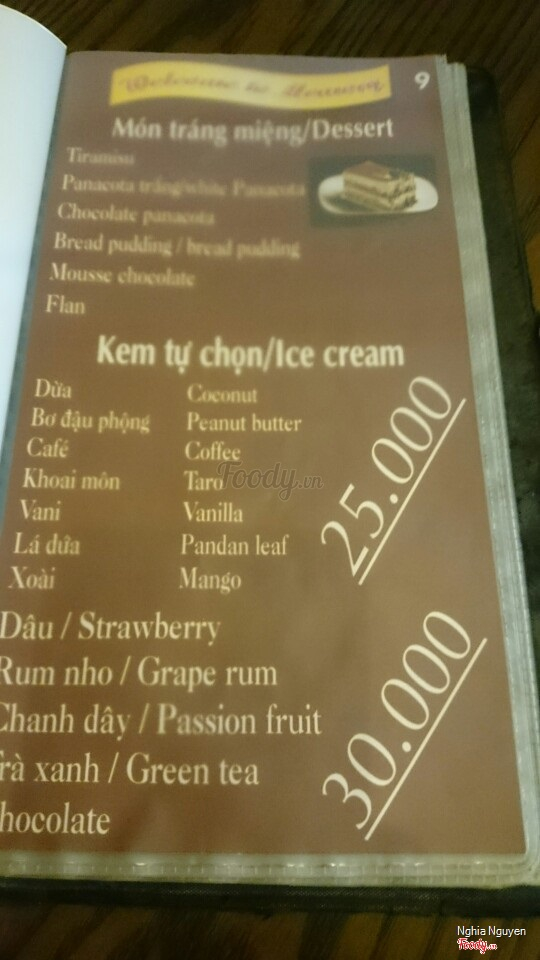 Welcome to Heaven
9
Món tráng miệng/Dessert
Tiramisu
Panacota trắng/white Panacota
Chocolate panacota
Bread pudding / bread pudding
Mousse chocolate
Flan
Kem tự chọn/Ice cream
Dừa Coconut
Bơ đậu phộng Peanut butter
Café Coffee
Khoai môn Taro
Vani Vanilla
Lá dứa Pandan leaf
Xoài Mango
25.000
Dâu / Strawberry
Rum nho / Grape rum
Chanh dây / Passion fruit
rà xanh / Green tea
hocolate
30.000
Foody.vn
Nghia Nguyen
Foody.vn